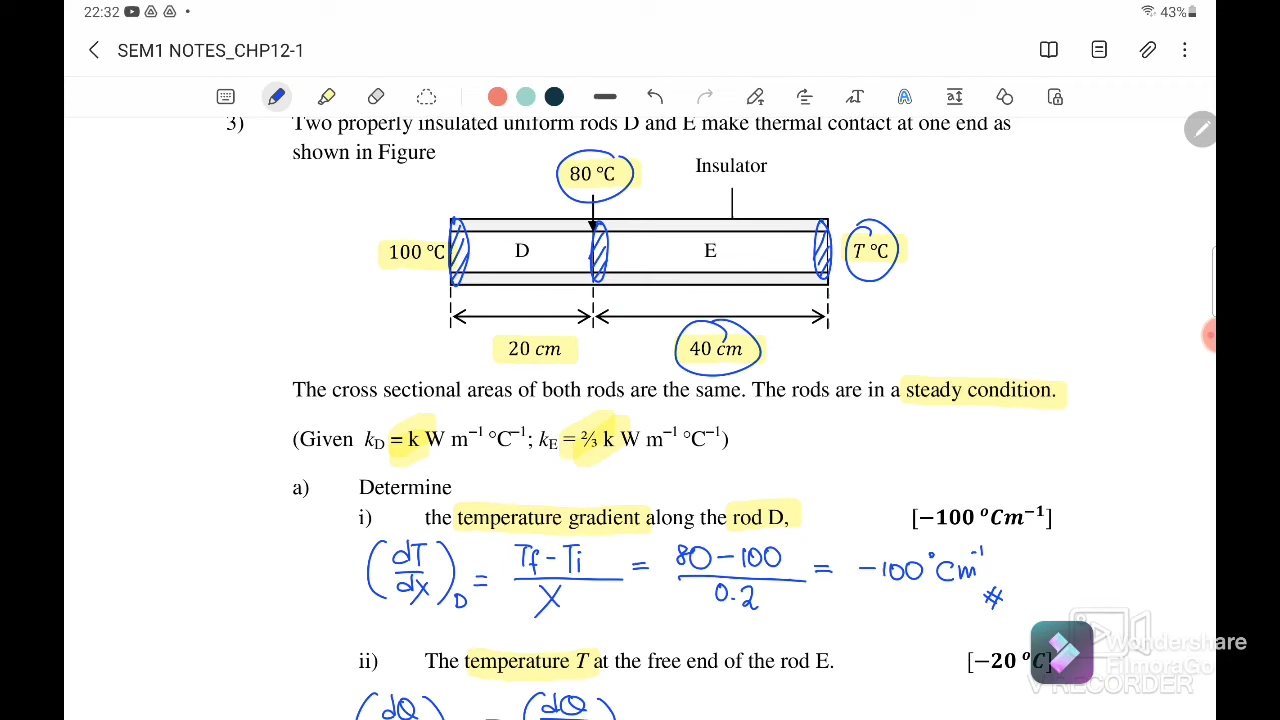 22:32 43%
SEM1 NOTES_CHP12-1
3) Two properly insulated uniform rods D and E make thermal contact at one end as
shown in Figure
80 °C Insulator
100 °C D E T °C
20 cm 40 cm
The cross sectional areas of both rods are the same. The rods are in a steady condition.
(Given kD = k W m⁻¹ °C⁻¹; kE = ⅔ k W m⁻¹ °C⁻¹)
a) Determine
i) the temperature gradient along the rod D, [−100 °Cm⁻¹]
(dT/dx)D = (Tf − Ti)/X = (80 − 100)/0.2 = −100 °Cm⁻¹ #
ii) The temperature T at the free end of the rod E. [−20 °C]
(dQ = (dQ
Wondershare
FilmoraGo
V RECORDER